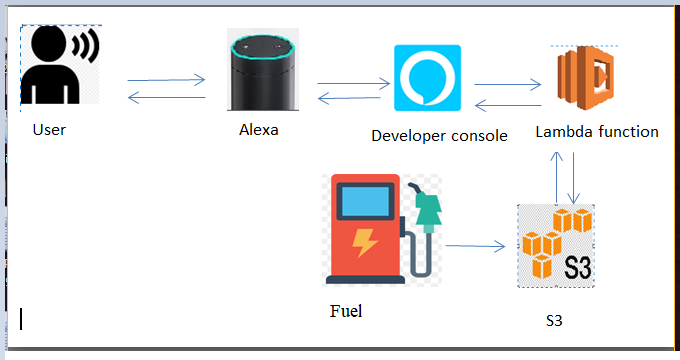 User
Alexa
Developer console
Lambda function
S3
Fuel
S3